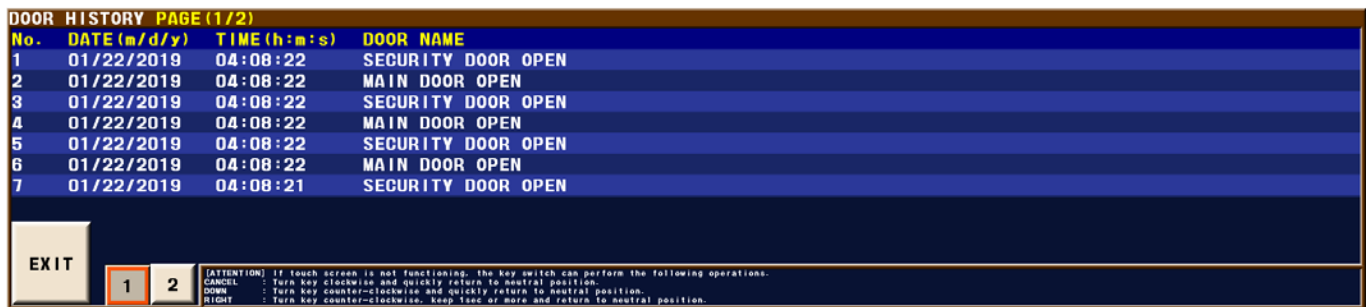 DOOR HISTORY PAGE(1/2)
No. DATE(m/d/y) TIME(h:m:s) DOOR NAME
1 01/22/2019 04:08:22 SECURITY DOOR OPEN
2 01/22/2019 04:08:22 MAIN DOOR OPEN
3 01/22/2019 04:08:22 SECURITY DOOR OPEN
4 01/22/2019 04:08:22 MAIN DOOR OPEN
5 01/22/2019 04:08:22 SECURITY DOOR OPEN
6 01/22/2019 04:08:22 MAIN DOOR OPEN
7 01/22/2019 04:08:21 SECURITY DOOR OPEN
EXIT
1 2
[ATTENTION] If touch screen is not functioning, the key switch can perform the following operations.
CANCEL : Turn key clockwise and quickly return to neutral position.
DOWN : Turn key counter-clockwise and quickly return to neutral position.
RIGHT : Turn key counter-clockwise, keep 1sec or more and return to neutral position.